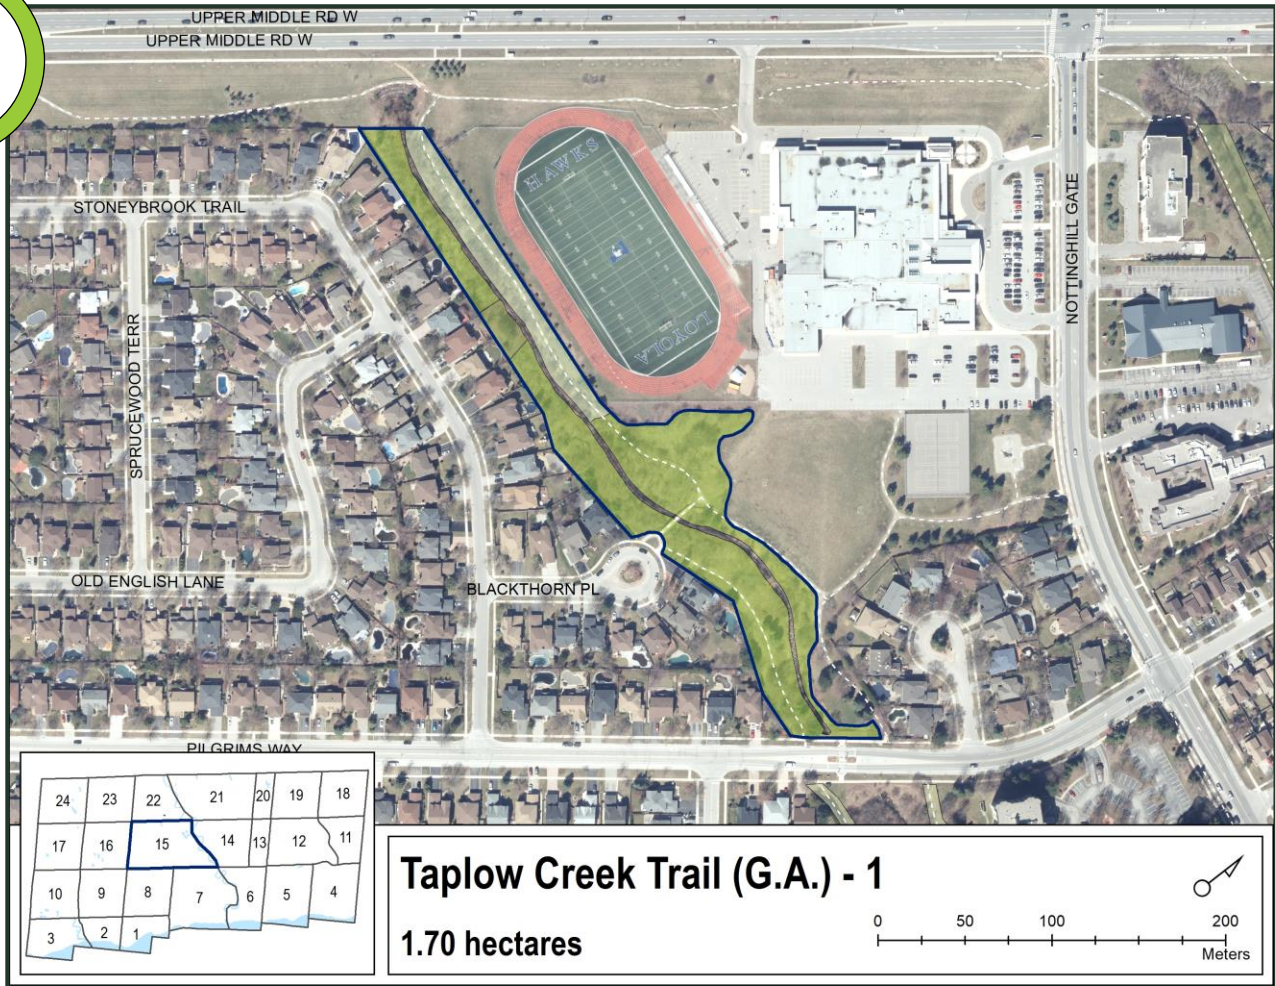 UPPER MIDDLE RD W
UPPER MIDDLE RD W
HAWKS
STONEYBROOK TRAIL
NOTTINGHILL GATE
LOYOLA
SPRUCEWOOD TERR
OLD ENGLISH LANE
BLACKTHORN PL
PILGRIMS WAY
24 23 22 21 20 19 18
17 16 15 14 13 12 11
10 9 8 7 6 5 4
3 2 1
Taplow Creek Trail (G.A.) - 1
1.70 hectares
0 50 100 200
Meters